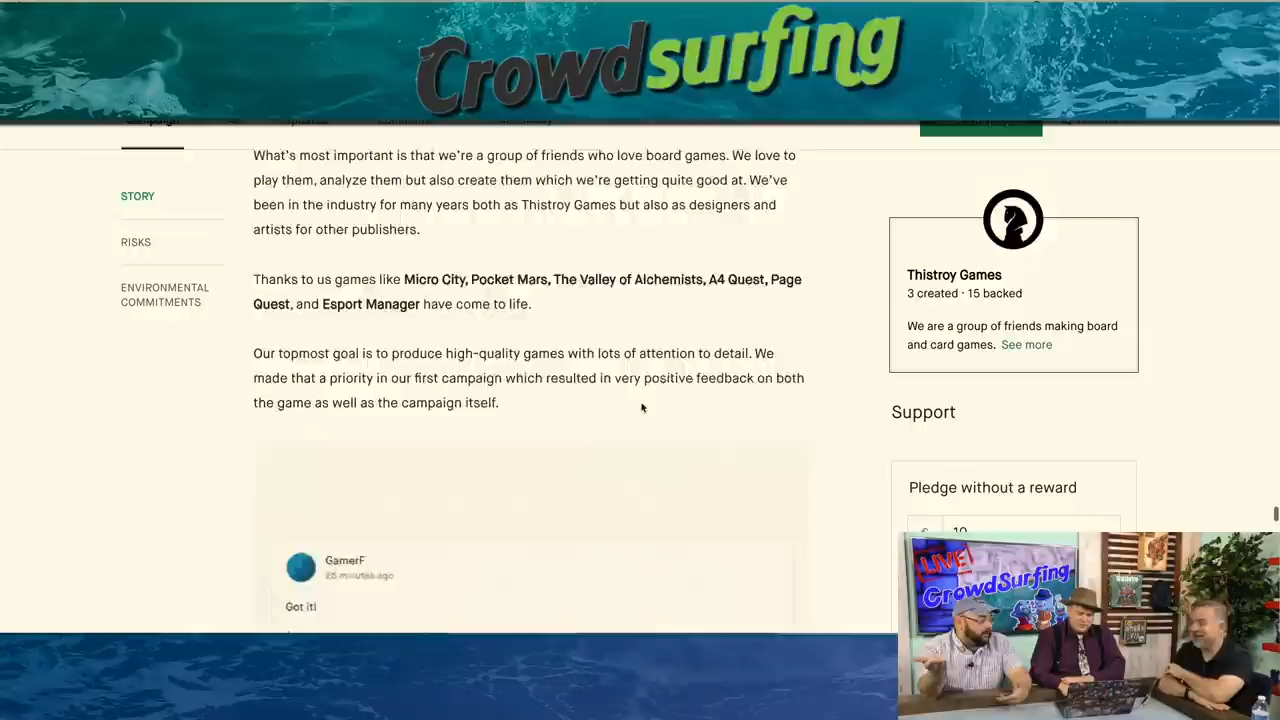 Crowdsurfing
Campaign
What's most important is that we're a group of friends who love board games. We love to
play them, analyze them but also create them which we're getting quite good at. We've
been in the industry for many years both as Thistroy Games but also as designers and
artists for other publishers.
Thanks to us games like Micro City, Pocket Mars, The Valley of Alchemists, A4 Quest, Page
Quest, and Esport Manager have come to life.
Our topmost goal is to produce high-quality games with lots of attention to detail. We
made that a priority in our first campaign which resulted in very positive feedback on both
the game as well as the campaign itself.
GamerF
25 minutes ago
Got it!
STORY
RISKS
ENVIRONMENTAL
COMMITMENTS
Thistroy Games
3 created · 15 backed
We are a group of friends making board
and card games. See more
Support
Pledge without a reward
€ 10
LIVE
CrowdSurfing